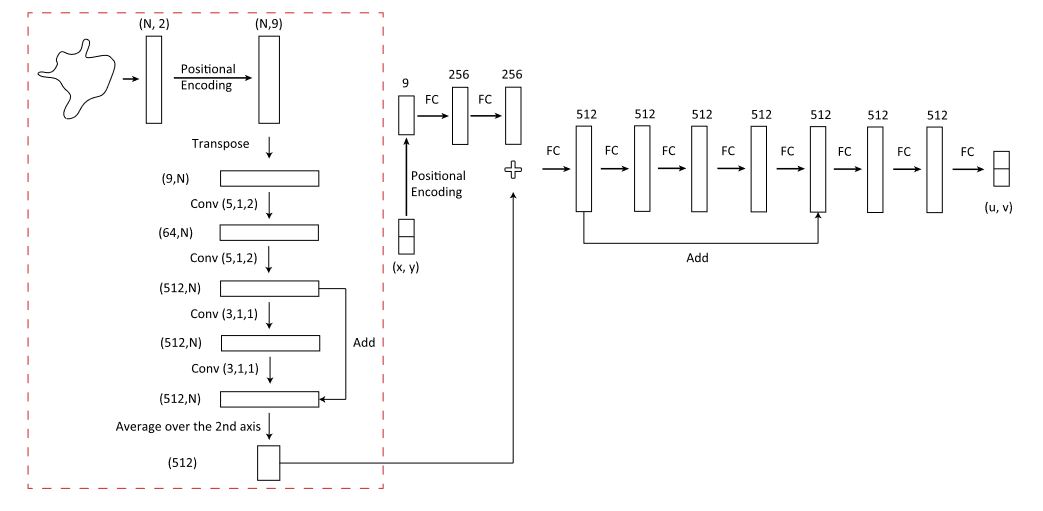 (N, 2)
(N,9)
Positional
Encoding
Transpose
(9,N)
Conv (5,1,2)
(64,N)
Conv (5,1,2)
(512,N)
Conv (3,1,1)
(512,N)
Add
Conv (3,1,1)
(512,N)
Average over the 2nd axis
(512)
9
256
256
FC
FC
Positional
Encoding
(x, y)
512
512
512
512
512
512
512
FC
FC
FC
FC
FC
FC
FC
FC
(u, v)
Add